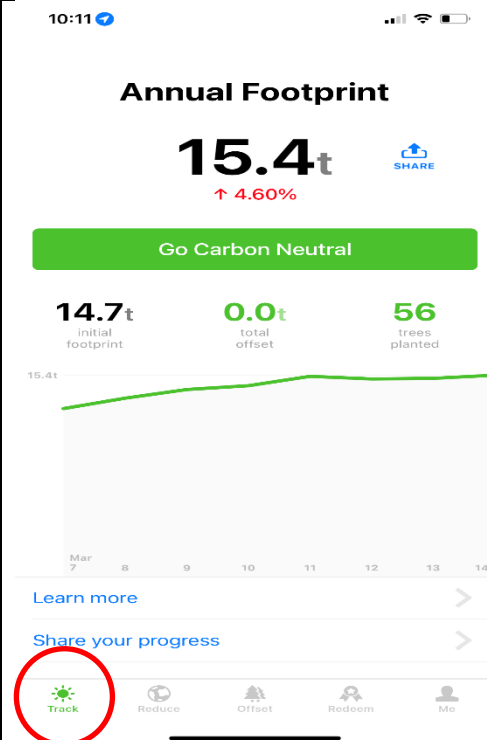 10:11
Annual Footprint
15.4t
SHARE
↑ 4.60%
Go Carbon Neutral
14.7t 0.0t 56
initial total trees
footprint offset planted
15.4t
Mar
7 8 9 10 11 12 13 14
Learn more
Share your progress
Track Reduce Offset Redeem Me